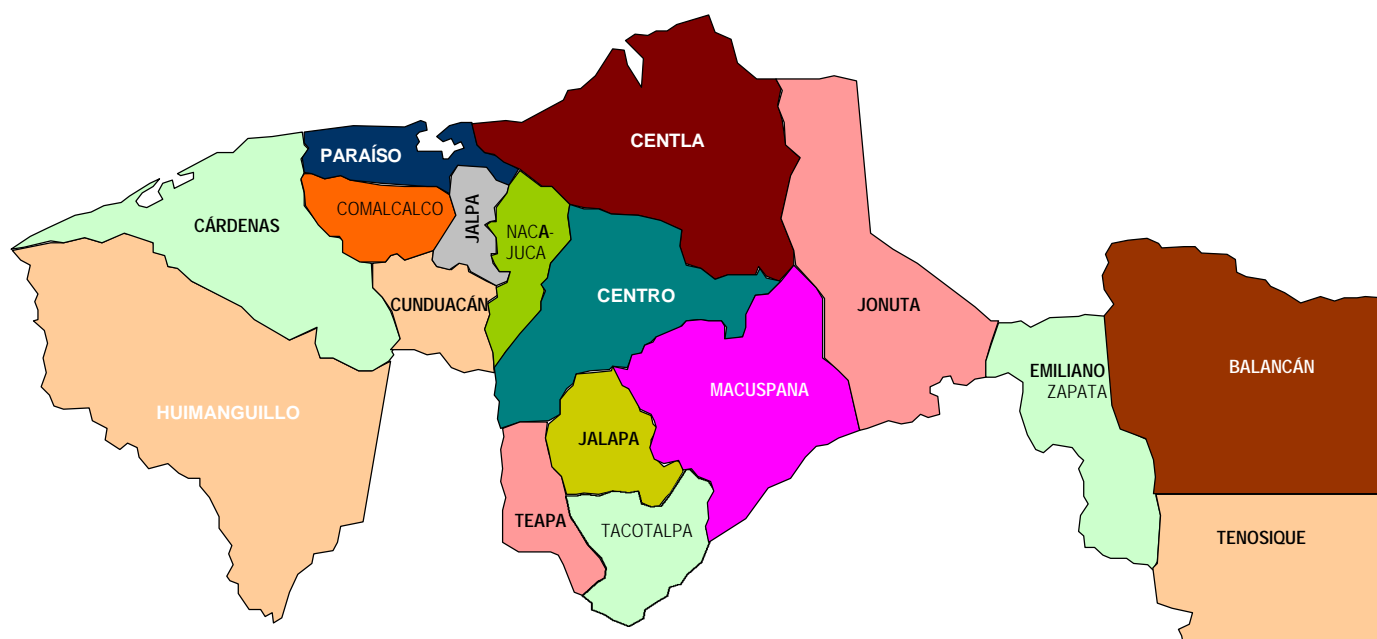 CENTLA
PARAÍSO
COMALCALCO
JALPA
CÁRDENAS
NACA-
JUCA
CENTRO
CUNDUACÁN
JONUTA
EMILIANO
ZAPATA
BALANCÁN
MACUSPANA
HUIMANGUILLO
JALAPA
TEAPA
TACOTALPA
TENOSIQUE